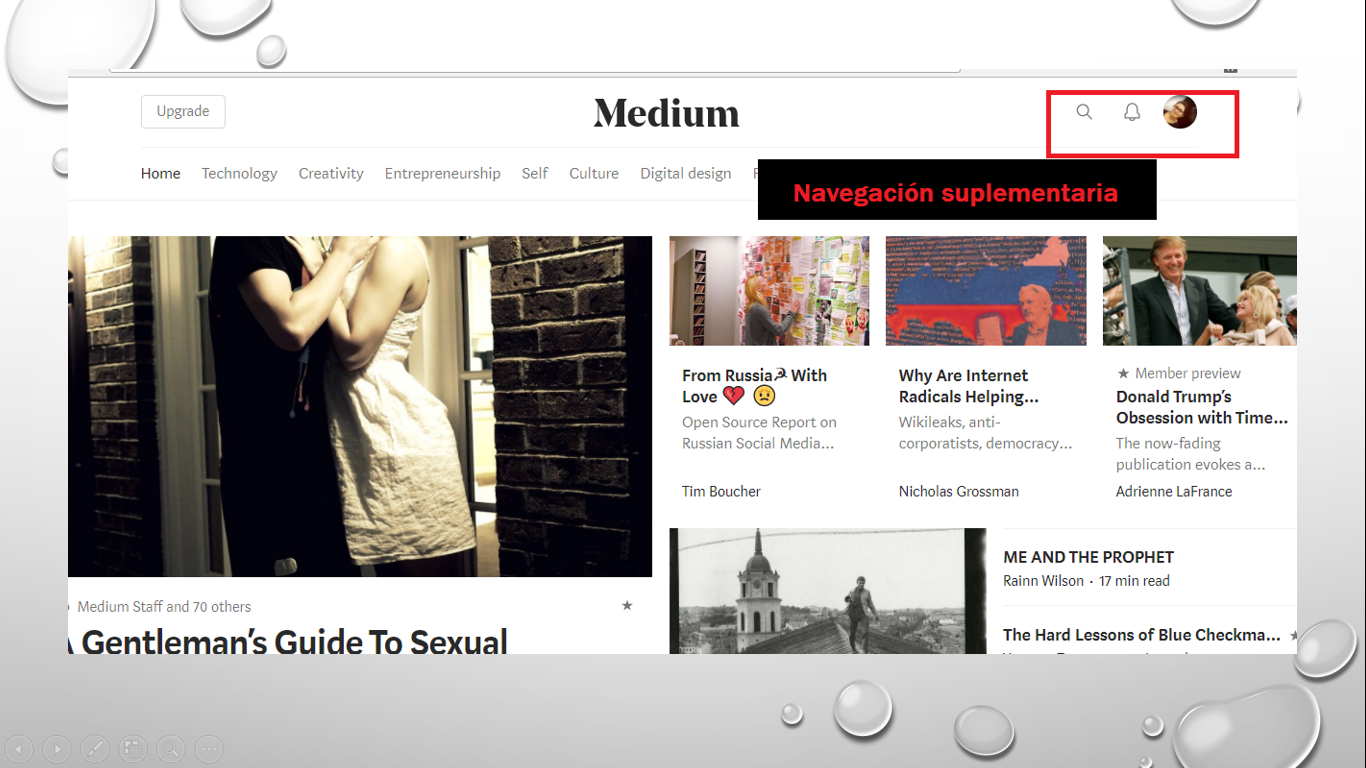 Upgrade
Medium
Home Technology Creativity Entrepreneurship Self Culture Digital design
Navegación suplementaria
From Russia☭ With
Love 💔 😟
Open Source Report on
Russian Social Media...
Tim Boucher
Why Are Internet
Radicals Helping...
Wikileaks, anti-
corporatists, democracy...
Nicholas Grossman
★ Member preview
Donald Trump’s
Obsession with Time...
The now-fading
publication evokes a...
Adrienne LaFrance
Medium Staff and 70 others
A Gentleman’s Guide To Sexual
ME AND THE PROPHET
Rainn Wilson · 17 min read
The Hard Lessons of Blue Checkma...